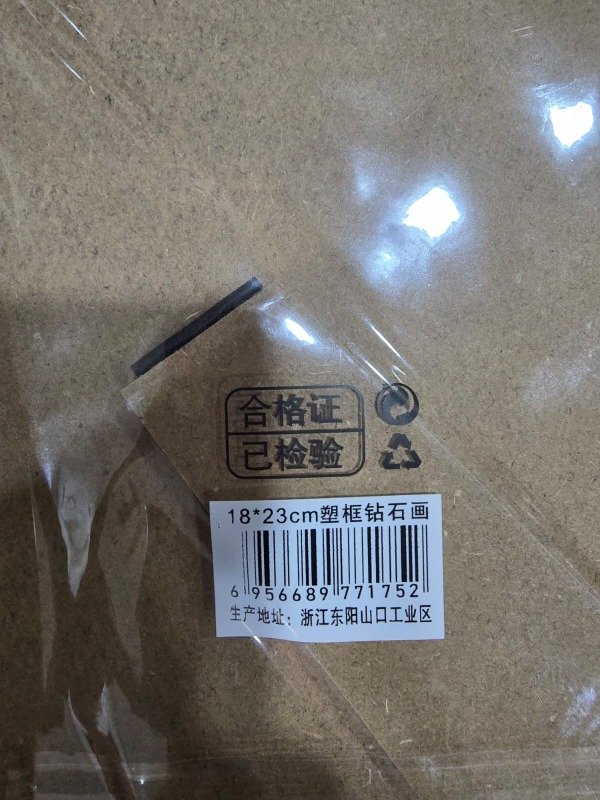 合格证
已检验
18*23cm塑框钻石画
6 956689 771752
生产地址：浙江东阳山口工业区